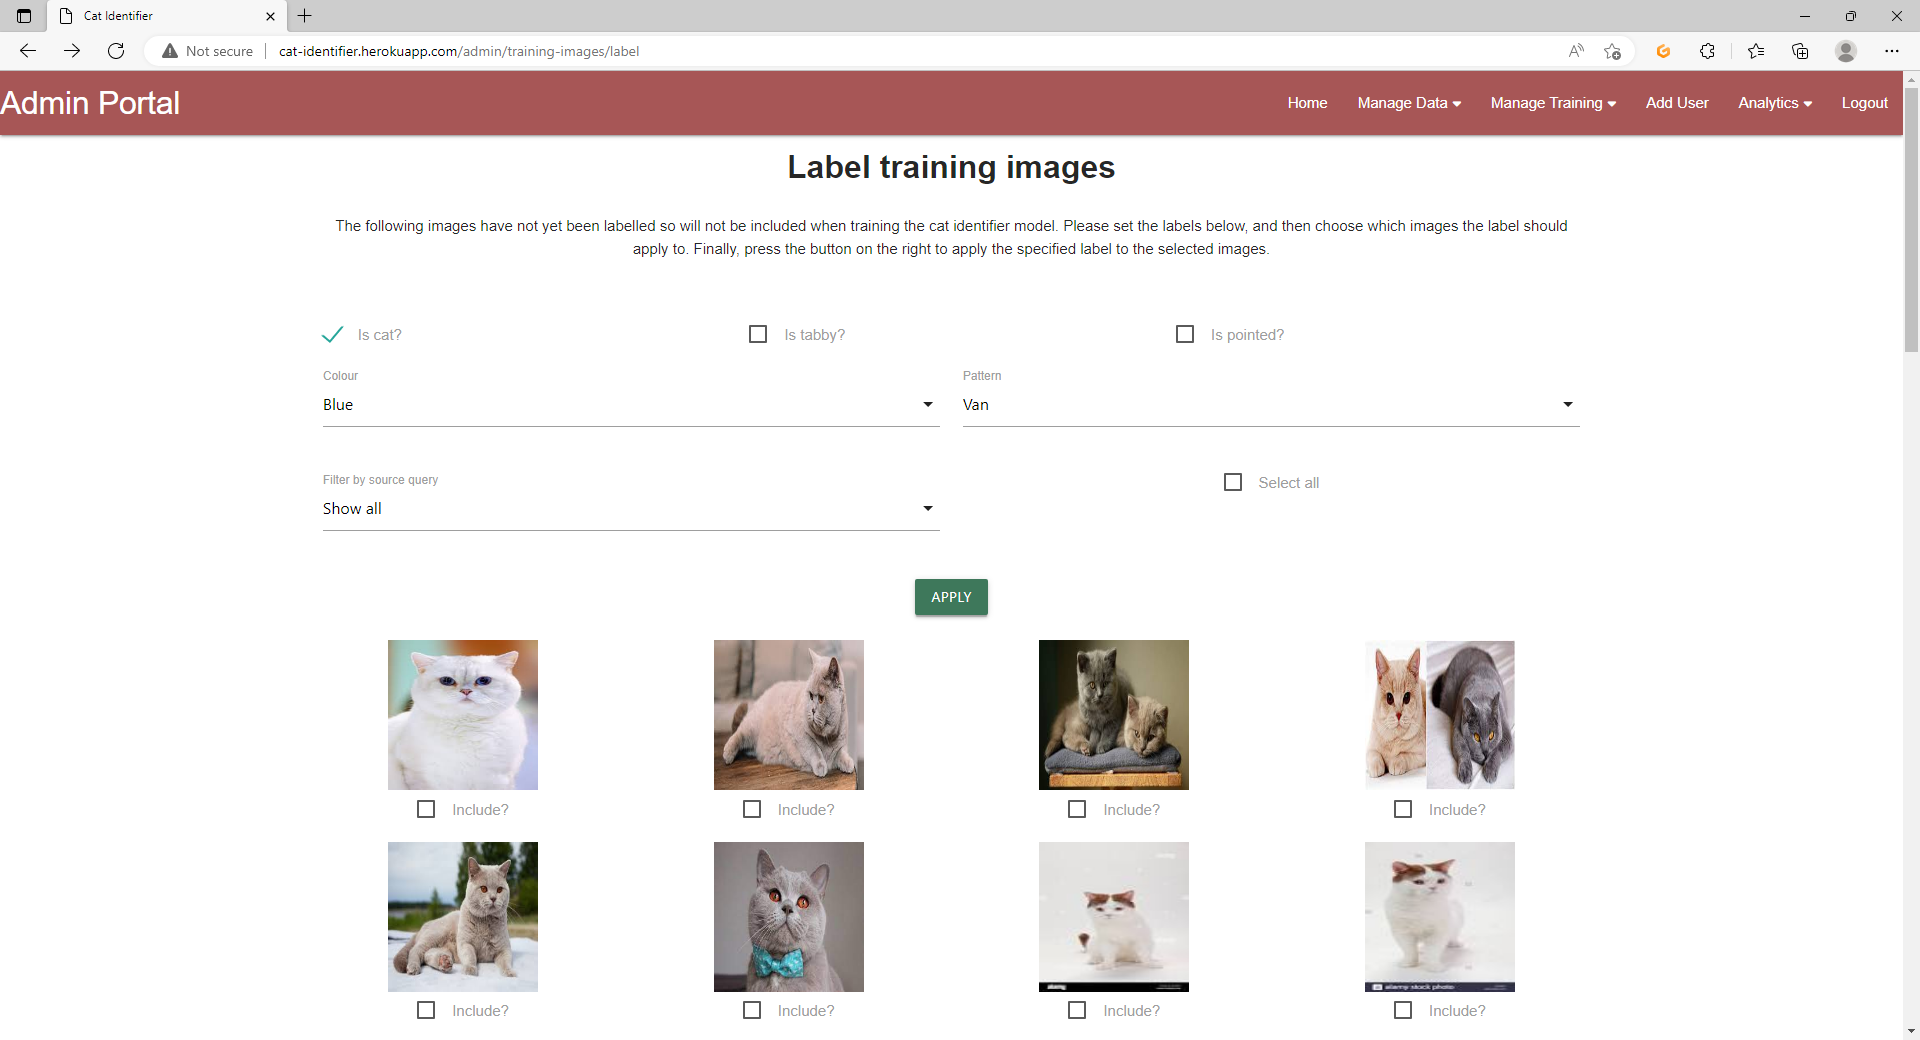 Cat Identifier
Not secure
cat-identifier.herokuapp.com/admin/training-images/label
Admin Portal
Home
Manage Data
Manage Training
Add User
Analytics
Logout
Label training images
The following images have not yet been labelled so will not be included when training the cat identifier model. Please set the labels below, and then choose which images the label should
apply to. Finally, press the button on the right to apply the specified label to the selected images.
Is cat?
Is tabby?
Is pointed?
Colour
Pattern
Blue
Van
Filter by source query
Select all
Show all
APPLY
Include?
Include?
Include?
Include?
alamy
alamy stock photo
Include?
Include?
Include?
Include?